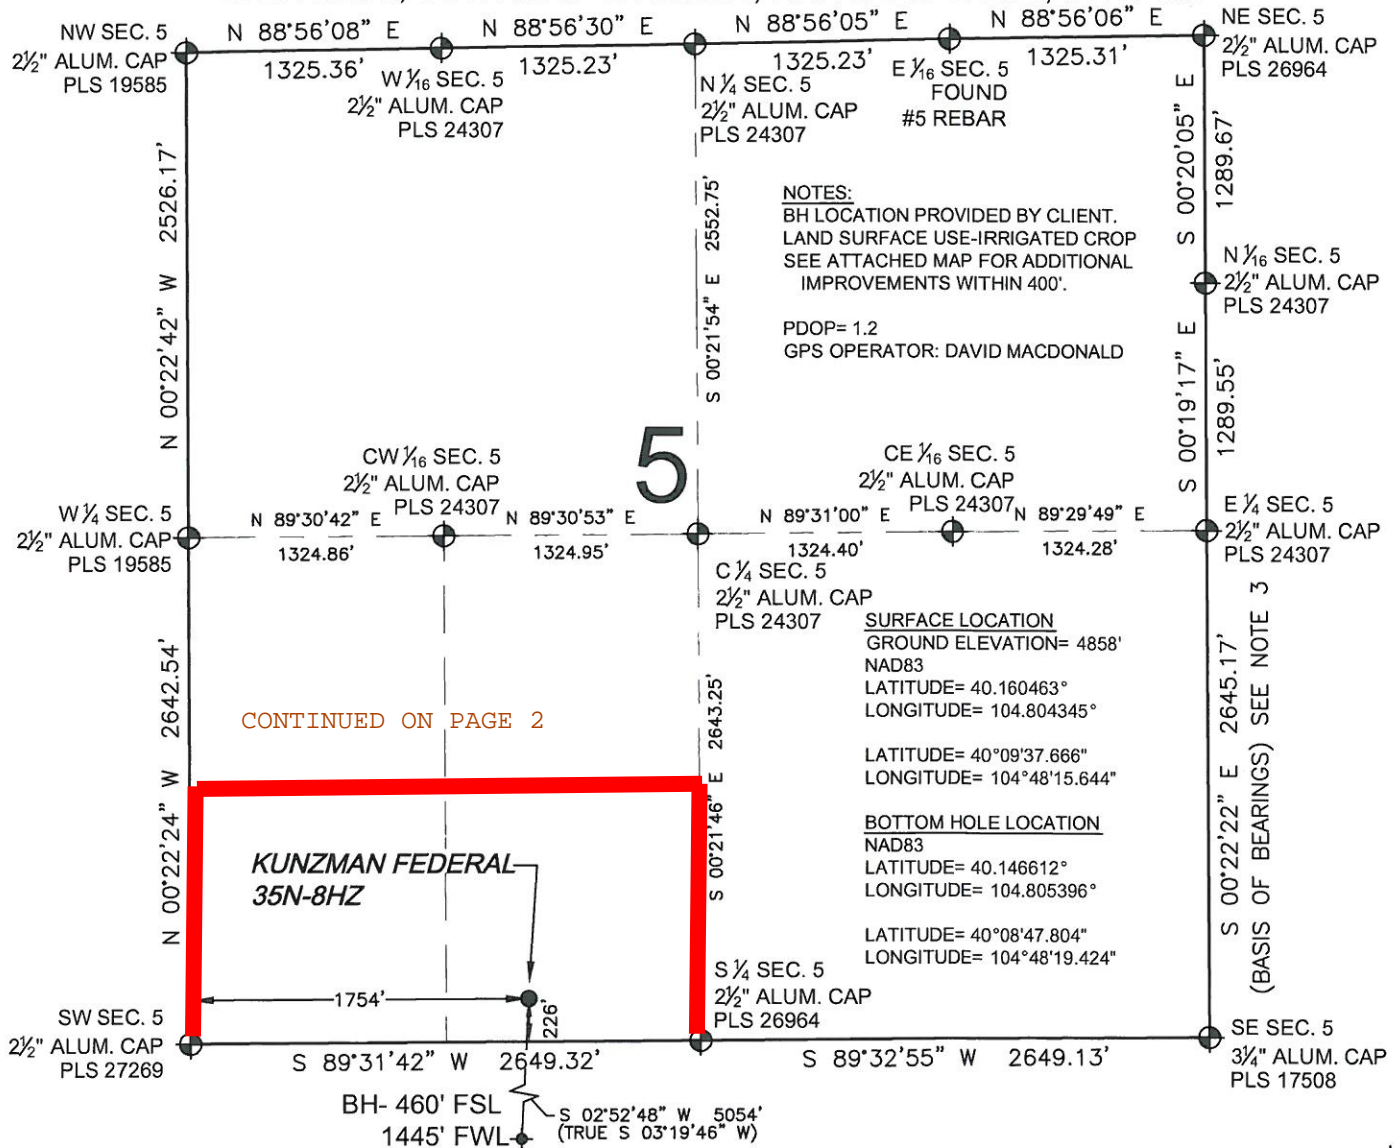 N 88°56'08" E
N 88°56'30" E
N 88°56'05" E
N 88°56'06" E
1325.36'
1325.23'
1325.23'
1325.31'
NW SEC. 5
2½" ALUM. CAP
PLS 19585
W 1/16 SEC. 5
2½" ALUM. CAP
PLS 24307
N ¼ SEC. 5
2½" ALUM. CAP
PLS 24307
E 1/16 SEC. 5
FOUND
#5 REBAR
NE SEC. 5
2½" ALUM. CAP
PLS 26964
N 00°22'42" W 2526.17'
S 00°21'54" E 2552.75'
S 00°20'05" E
1289.67'
NOTES:
BH LOCATION PROVIDED BY CLIENT.
LAND SURFACE USE-IRRIGATED CROP
SEE ATTACHED MAP FOR ADDITIONAL
IMPROVEMENTS WITHIN 400'.
PDOP= 1.2
GPS OPERATOR: DAVID MACDONALD
N 1/16 SEC. 5
2½" ALUM. CAP
PLS 24307
S 00°19'17" E
1289.55'
5
W ¼ SEC. 5
2½" ALUM. CAP
PLS 19585
CW 1/16 SEC. 5
2½" ALUM. CAP
PLS 24307
CE 1/16 SEC. 5
2½" ALUM. CAP
PLS 24307
E ¼ SEC. 5
2½" ALUM. CAP
PLS 24307
N 89°30'42" E
1324.86'
N 89°30'53" E
1324.95'
N 89°31'00" E
1324.40'
N 89°29'49" E
1324.28'
C ¼ SEC. 5
2½" ALUM. CAP
PLS 24307
SURFACE LOCATION
GROUND ELEVATION= 4858'
NAD83
LATITUDE= 40.160463°
LONGITUDE= 104.804345°
LATITUDE= 40°09'37.666"
LONGITUDE= 104°48'15.644"
BOTTOM HOLE LOCATION
NAD83
LATITUDE= 40.146612°
LONGITUDE= 104.805396°
LATITUDE= 40°08'47.804"
LONGITUDE= 104°48'19.424"
N 00°22'24" W 2642.54'
CONTINUED ON PAGE 2
S 00°21'46" E 2643.25'
S 00°22'22" E 2645.17'
(BASIS OF BEARINGS) SEE NOTE 3
KUNZMAN FEDERAL
35N-8HZ
1754'
226'
SW SEC. 5
2½" ALUM. CAP
PLS 27269
S ¼ SEC. 5
2½" ALUM. CAP
PLS 26964
SE SEC. 5
3¼" ALUM. CAP
PLS 17508
S 89°31'42" W 2649.32'
S 89°32'55" W 2649.13'
BH- 460' FSL
1445' FWL
S 02°52'48" W 5054'
(TRUE S 03°19'46" W)